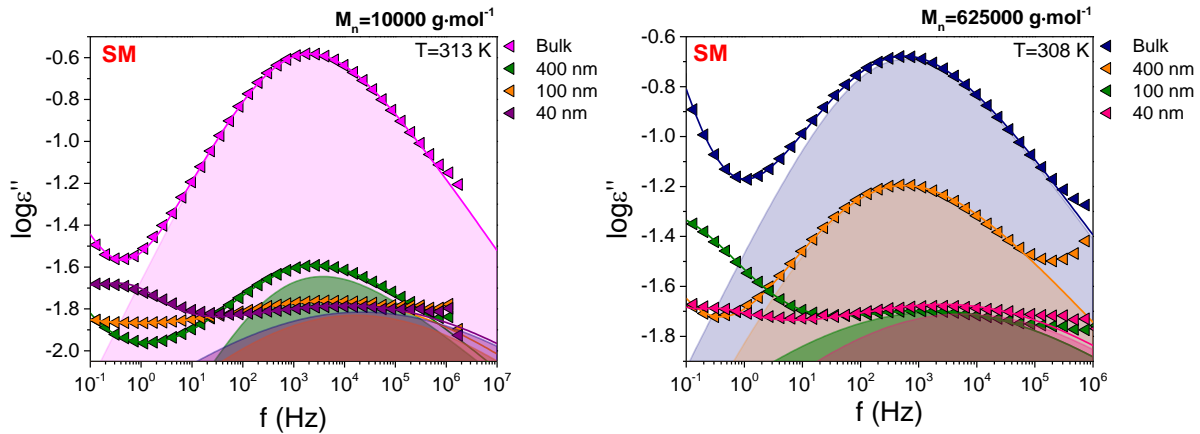 Mₙ=10000 g·mol⁻¹
SM
T=313 K
Bulk
400 nm
100 nm
40 nm
-0.6
-0.8
-1.0
-1.2
-1.4
-1.6
-1.8
-2.0
logε''
10⁻¹ 10⁰ 10¹ 10² 10³ 10⁴ 10⁵ 10⁶ 10⁷
f (Hz)
Mₙ=625000 g·mol⁻¹
SM
T=308 K
Bulk
400 nm
100 nm
40 nm
-0.6
-0.8
-1.0
-1.2
-1.4
-1.6
-1.8
logε''
10⁻¹ 10⁰ 10¹ 10² 10³ 10⁴ 10⁵ 10⁶
f (Hz)